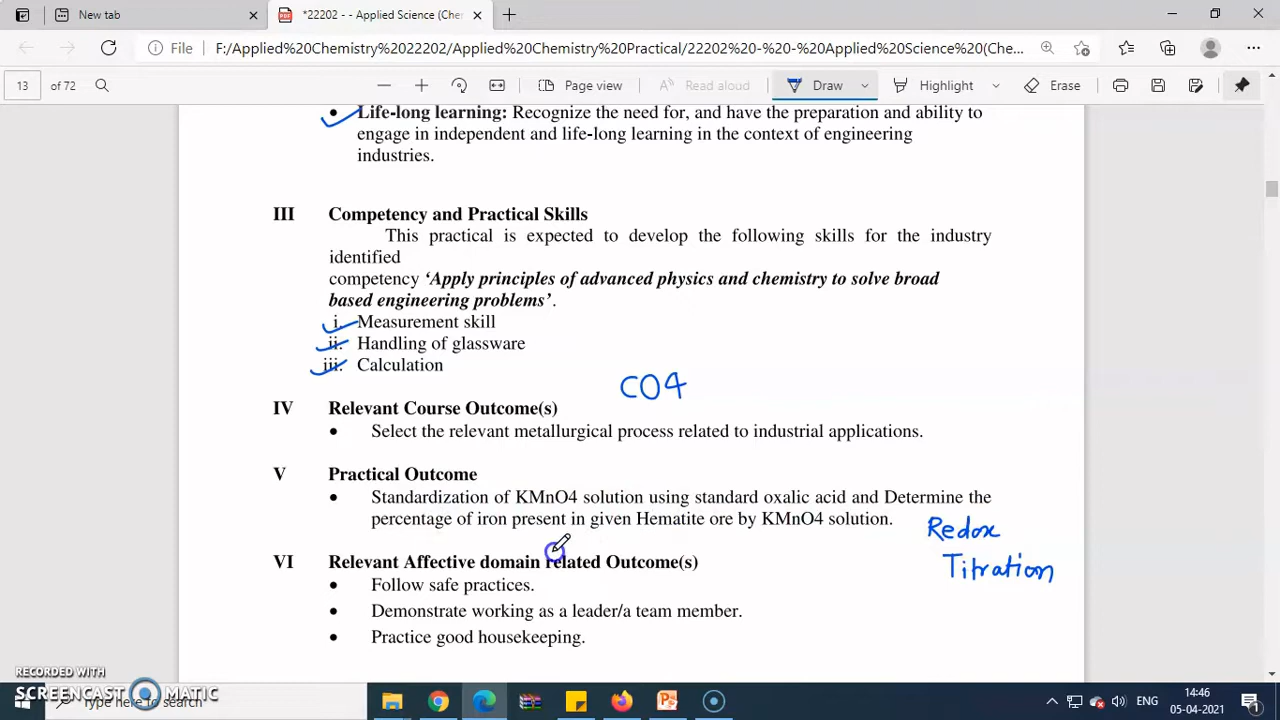 New tab
*22202 - Applied Science (Che
File
F:/Applied%20Chemistry%2022202/Applied%20Chemistry%20Practical/22202%20-%20-%20Applied%20Science%20(Che...
13 of 72
Page view
Read aloud
Draw
Highlight
Erase
• Life-long learning: Recognize the need for, and have the preparation and ability to
engage in independent and life-long learning in the context of engineering
industries.
III Competency and Practical Skills
This practical is expected to develop the following skills for the industry
identified
competency ‘Apply principles of advanced physics and chemistry to solve broad
based engineering problems’.
i. Measurement skill
ii. Handling of glassware
iii. Calculation
CO4
IV Relevant Course Outcome(s)
• Select the relevant metallurgical process related to industrial applications.
V Practical Outcome
• Standardization of KMnO4 solution using standard oxalic acid and Determine the
percentage of iron present in given Hematite ore by KMnO4 solution.
Redox
Titration
VI Relevant Affective domain related Outcome(s)
• Follow safe practices.
• Demonstrate working as a leader/a team member.
• Practice good housekeeping.
RECORDED WITH
SCREENCAST MATIC
Type here to search
ENG
14:46
05-04-2021